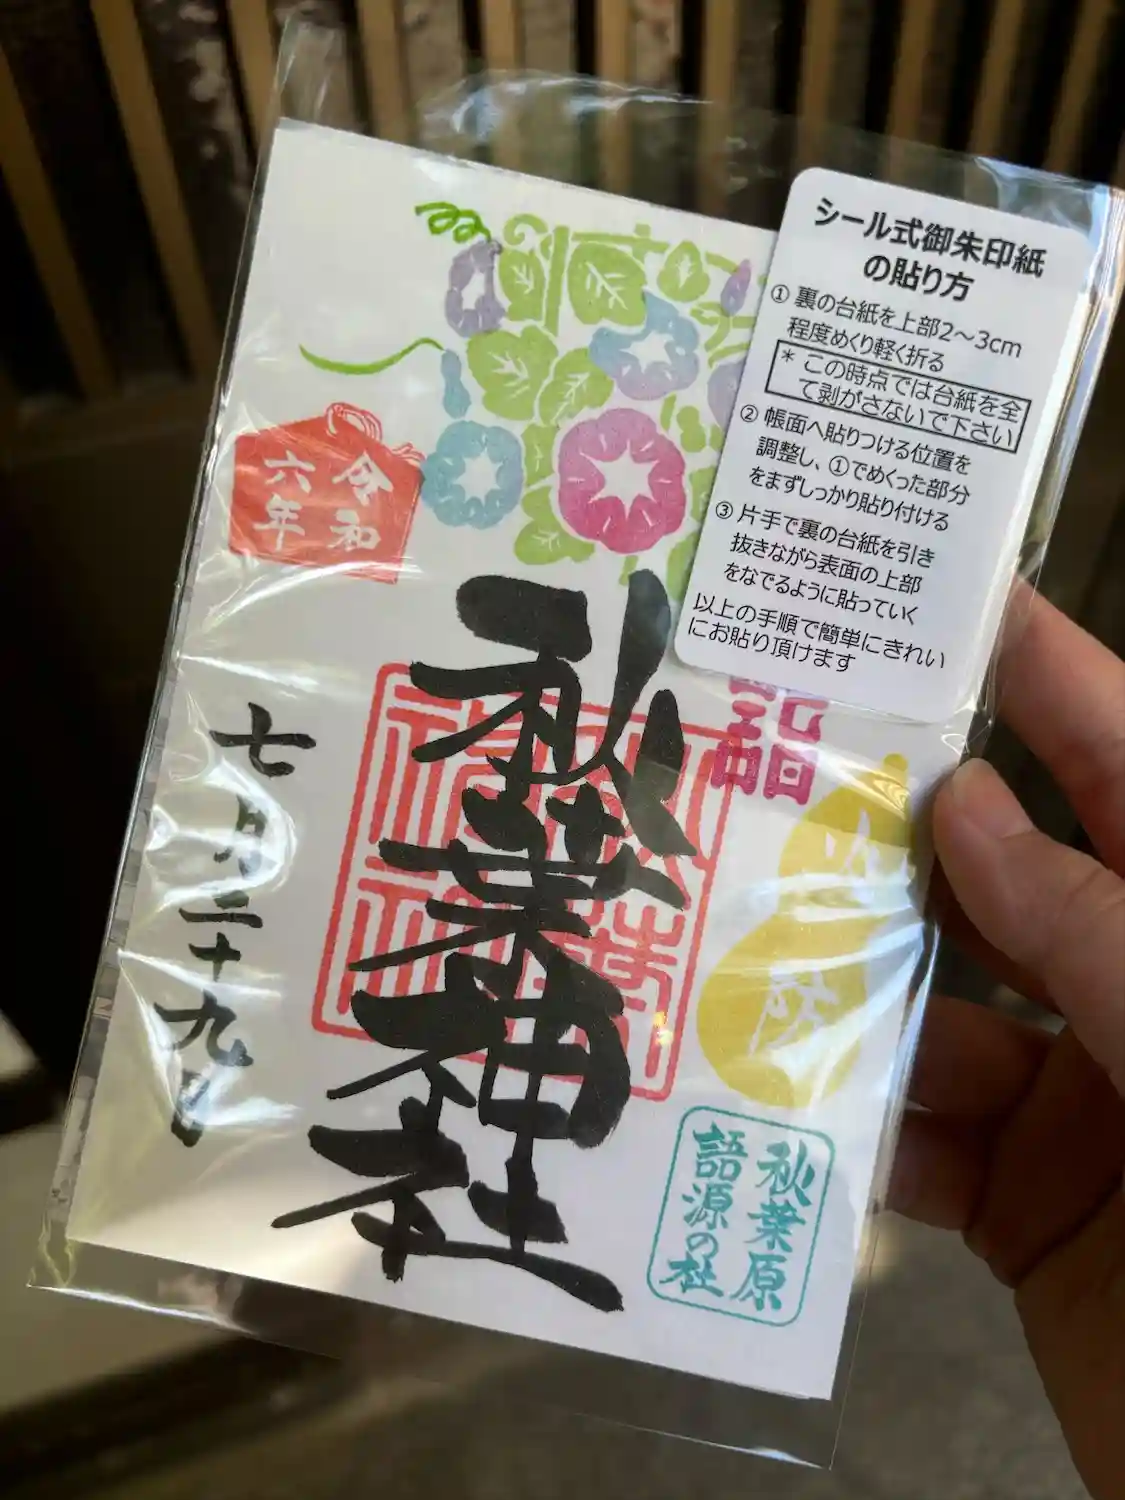 シール式御朱印紙
の貼り方
① 裏の台紙を上部2～3cm
程度めくり軽く折る
* この時点では台紙を全
て剥がさないで下さい
② 帳面へ貼りつける位置を
調整し、①でめくった部分
をまずしっかり貼り付ける
③ 片手で裏の台紙を引き
抜きながら表面の上部
をなでるように貼っていく
以上の手順で簡単にきれい
にお貼り頂けます
詣
秋葉原
語源の社
秋葉神社
令和
六年
七月二十九日